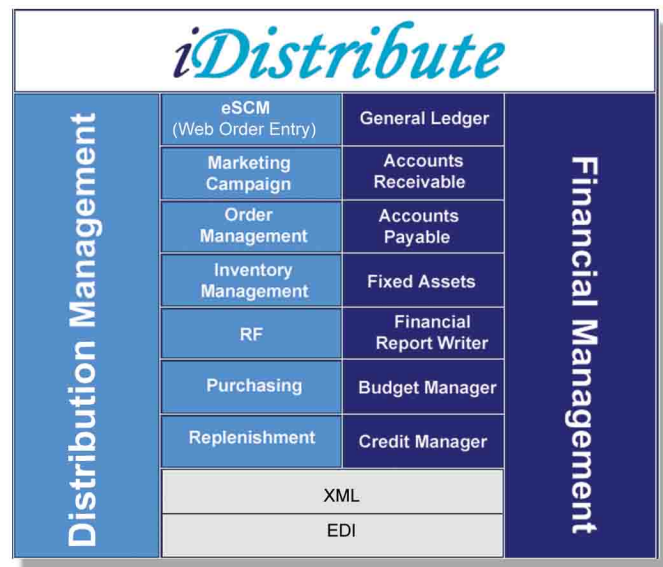 iDistribute
Distribution Management
eSCM
(Web Order Entry)
Marketing
Campaign
Order
Management
Inventory
Management
RF
Purchasing
Replenishment
General Ledger
Accounts
Receivable
Accounts
Payable
Fixed Assets
Financial
Report Writer
Budget Manager
Credit Manager
XML
EDI
Financial Management